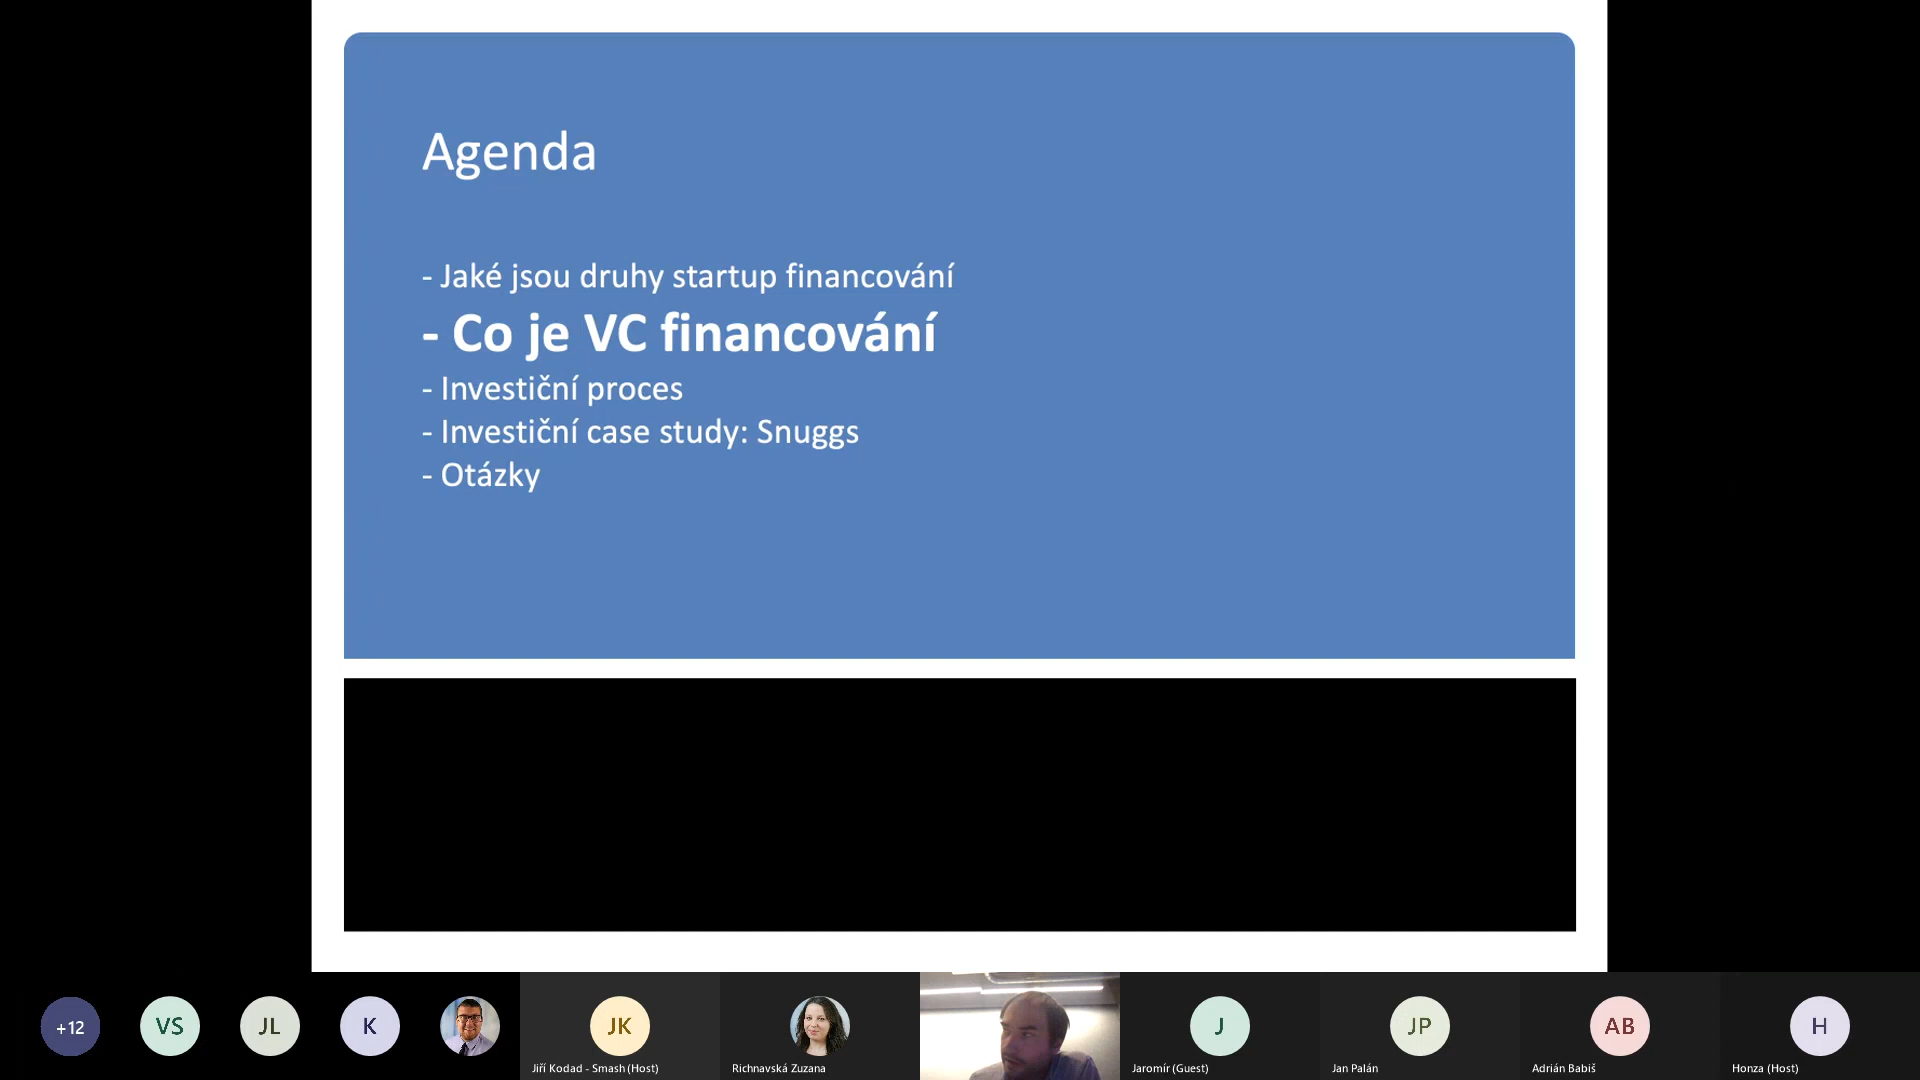 Agenda
- Jaké jsou druhy startup financování
- Co je VC financování
- Investiční proces
- Investiční case study: Snuggs
- Otázky
+12
VS
JL
K
JK
Jiří Kodad - Smash (Host)
Richnavská Zuzana
J
Jaromír (Guest)
JP
Jan Palán
AB
Adrián Babiš
H
Honza (Host)